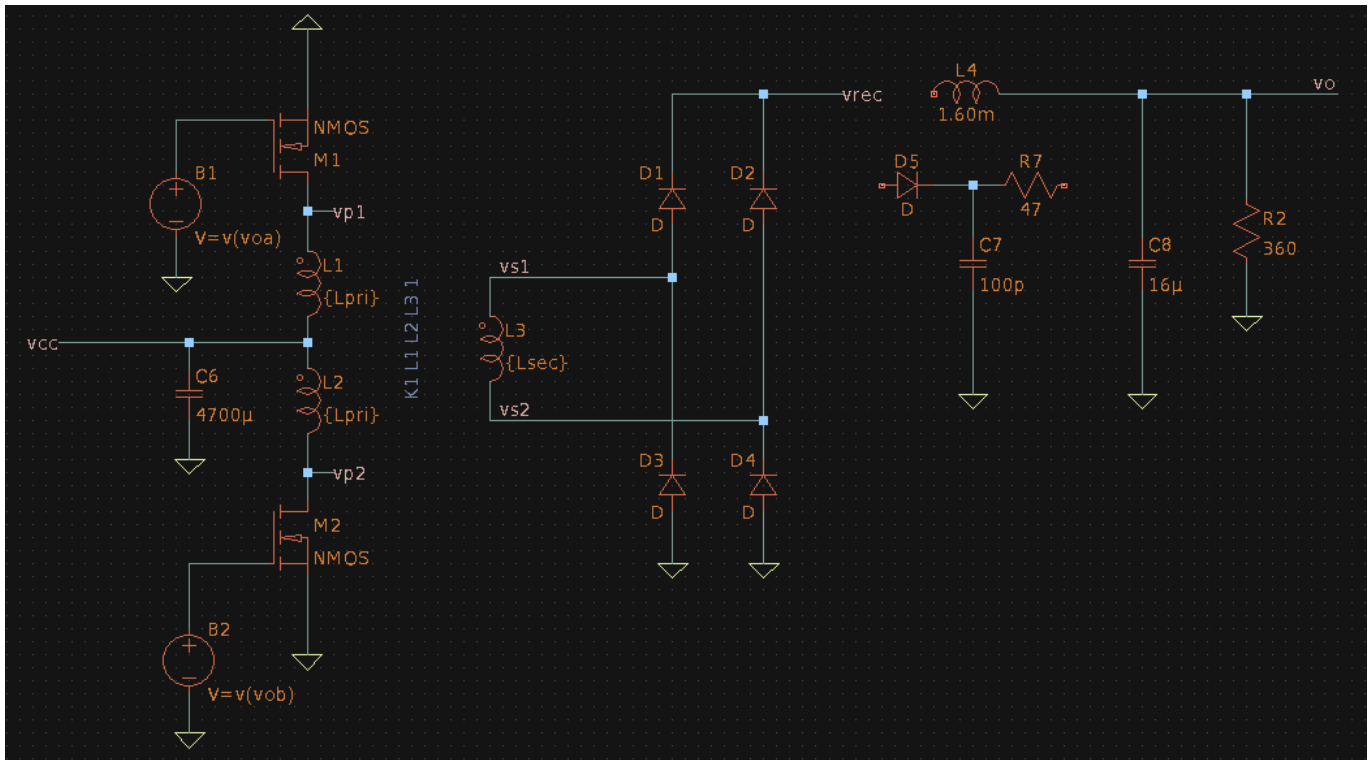 NMOS
M1
B1
V=v(voa)
vp1
L1
{Lpri}
vcc
C6
4700µ
L2
{Lpri}
K1 L1 L2 L3 1
vp2
M2
NMOS
B2
V=v(vob)
vs1
L3
{Lsec}
vs2
D1
D
D2
D
D3
D
D4
D
vrec
L4
1.60m
vo
D5
D
R7
47
C7
100p
C8
16µ
R2
360